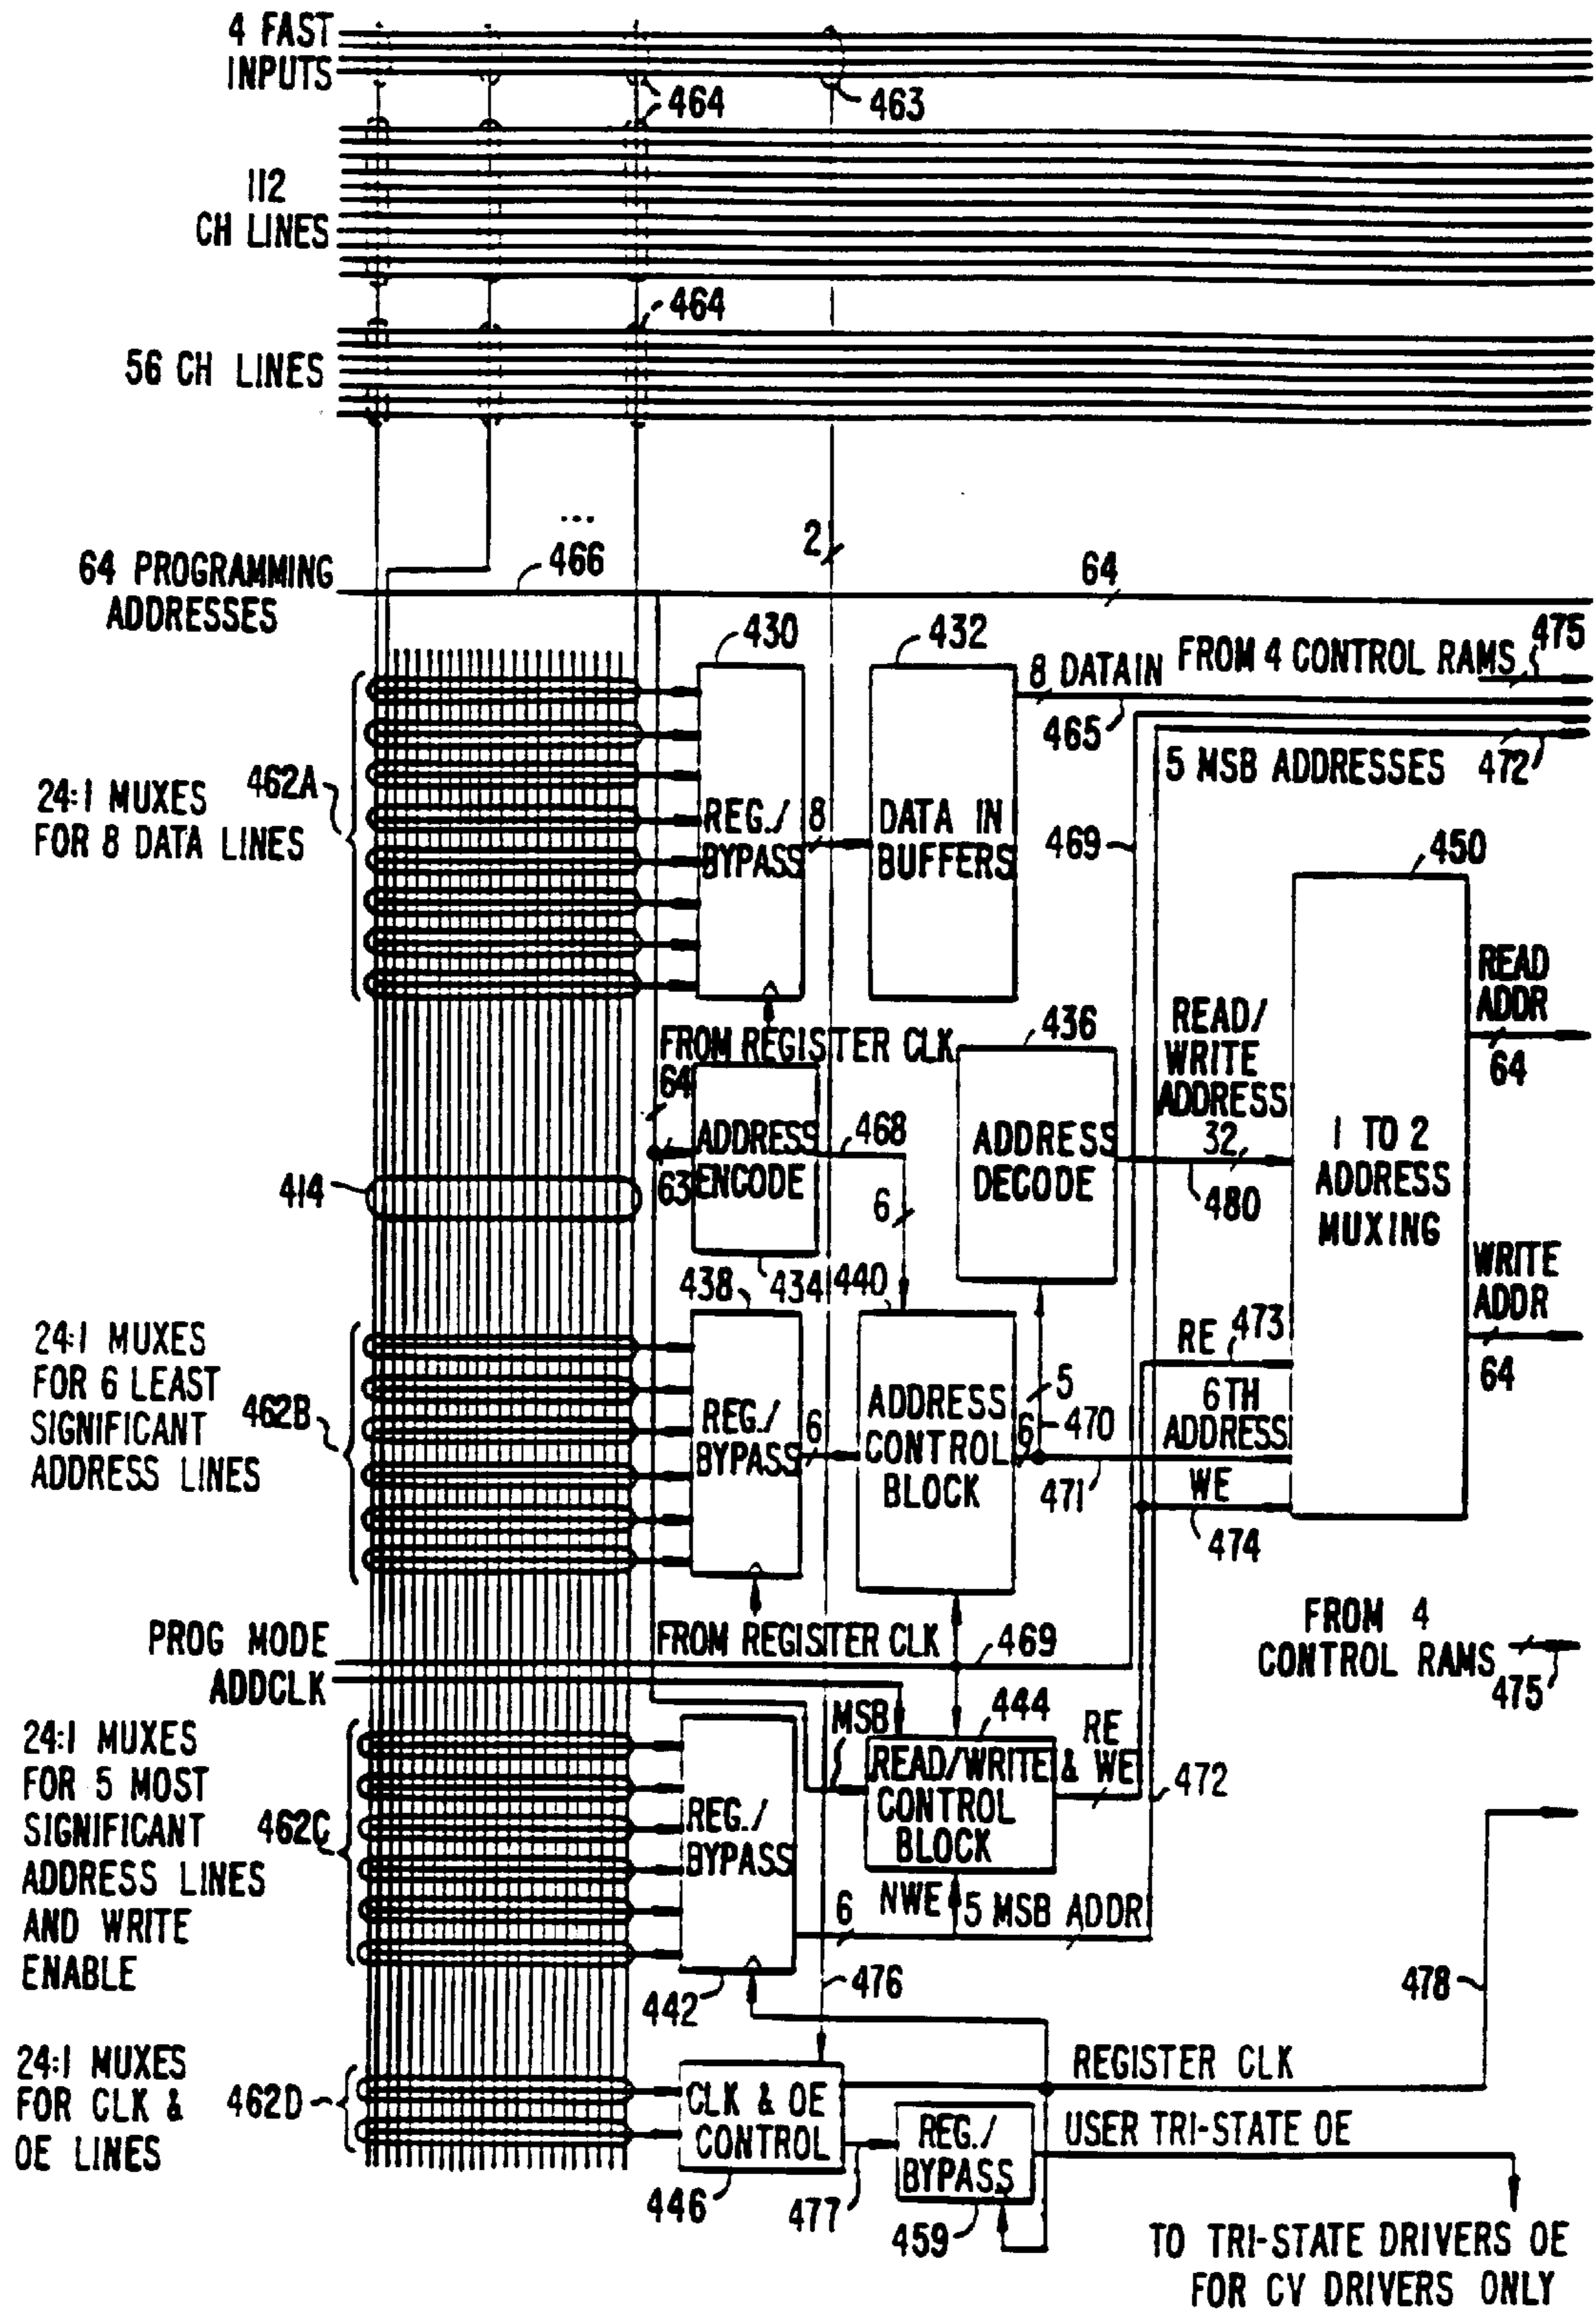 4 FAST
INPUTS
464
463
112
CH LINES
464
56 CH LINES
...
2
64 PROGRAMMING
ADDRESSES
466
64
430
432
8 DATAIN
FROM 4 CONTROL RAMS
475
465
5 MSB ADDRESSES
472
24:1 MUXES
FOR 8 DATA LINES
462A
REG./
BYPASS
8
DATA IN
BUFFERS
469
450
READ
ADDR
64
FROM REGISTER CLK
436
READ/
WRITE
ADDRESS
32
480
64
63
ADDRESS
ENCODE
468
6
ADDRESS
DECODE
1 TO 2
ADDRESS
MUXING
414
434
438
440
WRITE
ADDR
64
24:1 MUXES
FOR 6 LEAST
SIGNIFICANT
ADDRESS LINES
462B
REG./
BYPASS
6
ADDRESS
CONTROL
BLOCK
5
470
6
471
RE
473
6TH
ADDRESS
WE
474
PROG MODE
ADDCLK
FROM REGISTER CLK
469
FROM 4
CONTROL RAMS
475
24:1 MUXES
FOR 5 MOST
SIGNIFICANT
ADDRESS LINES
AND WRITE
ENABLE
462C
REG./
BYPASS
MSB
444
READ/WRITE
CONTROL
BLOCK
RE
& WE
472
6
NWE
5 MSB ADDR
442
476
478
24:1 MUXES
FOR CLK &
OE LINES
462D
CLK & OE
CONTROL
446
477
REGISTER CLK
REG./
BYPASS
459
USER TRI-STATE OE
TO TRI-STATE DRIVERS OE
FOR CV DRIVERS ONLY